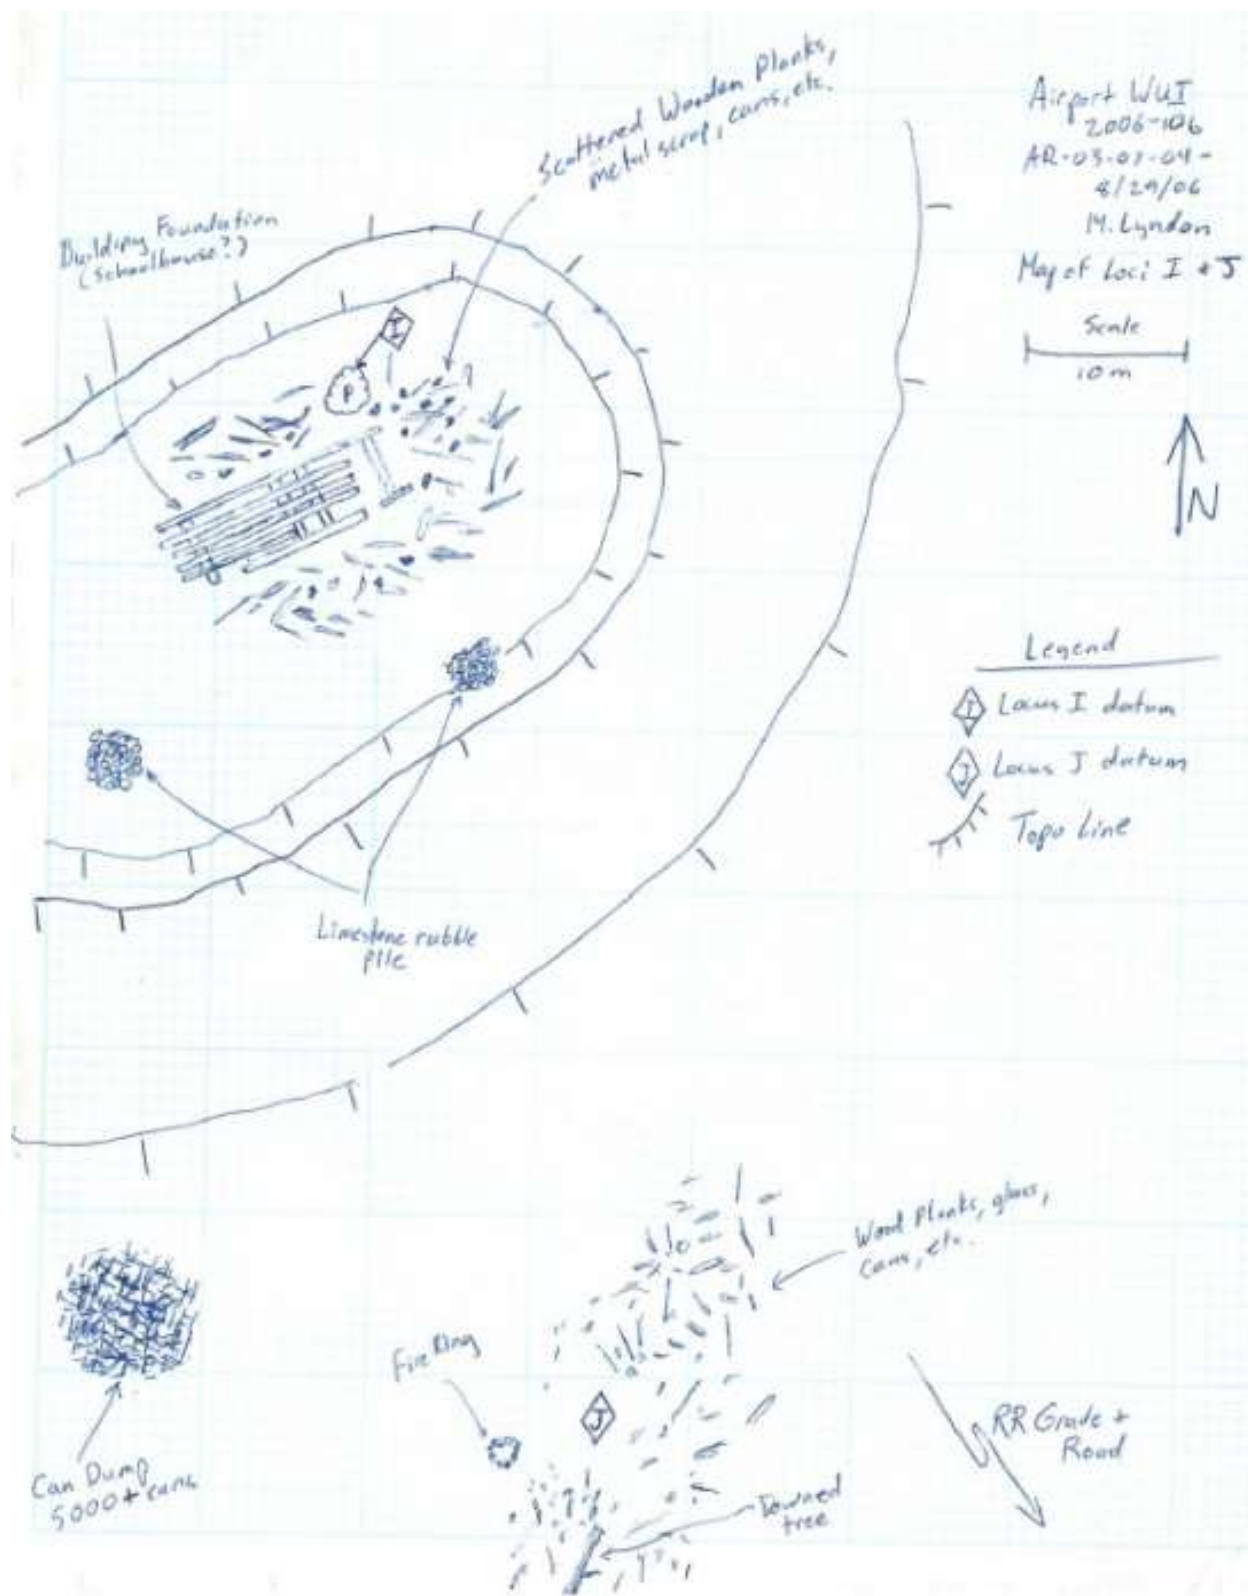 Scattered Wooden Planks,
metal scrap, cans, etc.
Airport WUI
2006-106
AR-03-07-04-
8/29/06
M. Lyndon
Map of Loci I & J
Scale
10 m
N
Building Foundation
(Schoolhouse?)
I
P
Legend
I Locus I datum
J Locus J datum
Topo Line
Limestone rubble
pile
Wood Planks, glass,
cans, etc.
Fire Ring
J
RR Grade +
Road
Can Dump
5000+ cans
Downed
tree